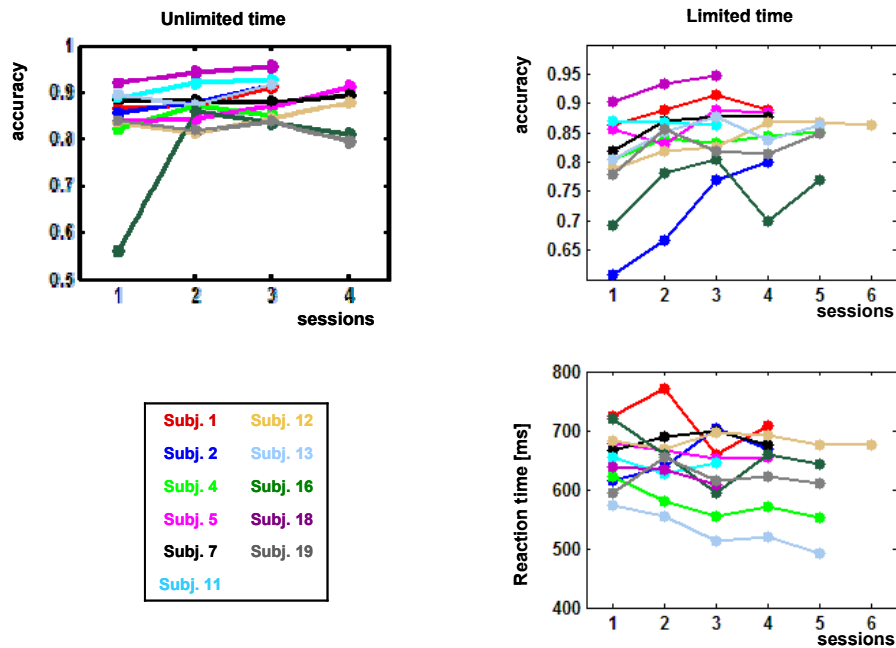 Unlimited time
accuracy
1
0.9
0.8
0.7
0.6
0.5
1 2 3 4
sessions
Limited time
accuracy
0.95
0.9
0.85
0.8
0.75
0.7
0.65
1 2 3 4 5 6
sessions
Subj. 1 Subj. 12
Subj. 2 Subj. 13
Subj. 4 Subj. 16
Subj. 5 Subj. 18
Subj. 7 Subj. 19
Subj. 11
Reaction time [ms]
800
700
600
500
400
1 2 3 4 5 6
sessions